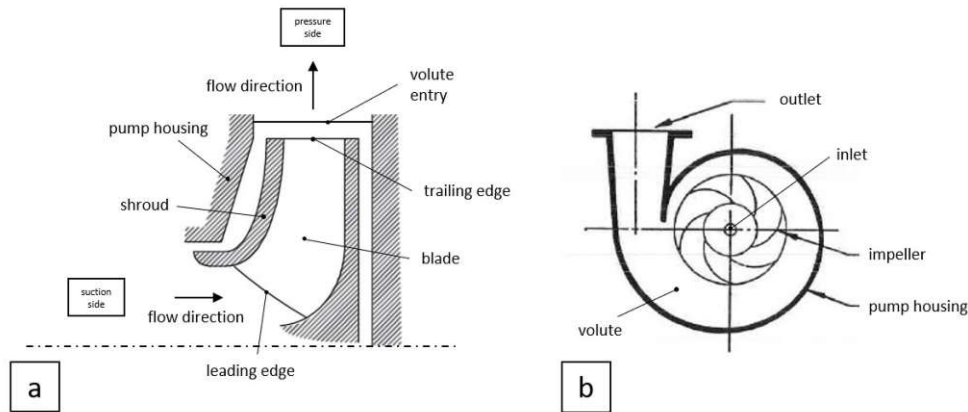 pressure
side
flow direction
volute
entry
pump housing
shroud
trailing edge
blade
suction
side
flow direction
leading edge
a
outlet
inlet
impeller
pump housing
volute
b